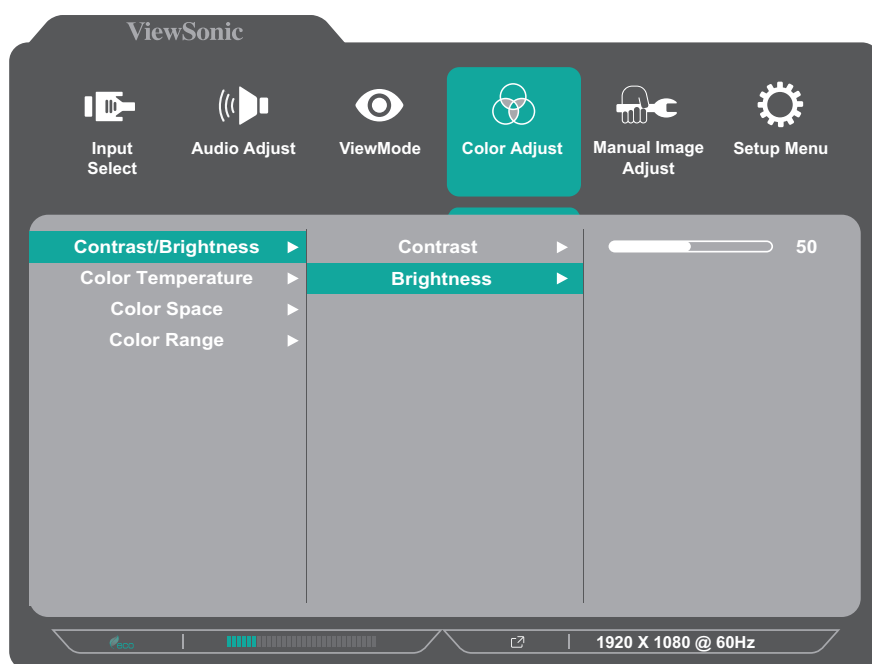 ViewSonic
Input
Select
Audio Adjust
ViewMode
Color Adjust
Manual Image
Adjust
Setup Menu
Contrast/Brightness
Contrast
50
Color Temperature
Brightness
Color Space
Color Range
eco
1920 X 1080 @ 60Hz